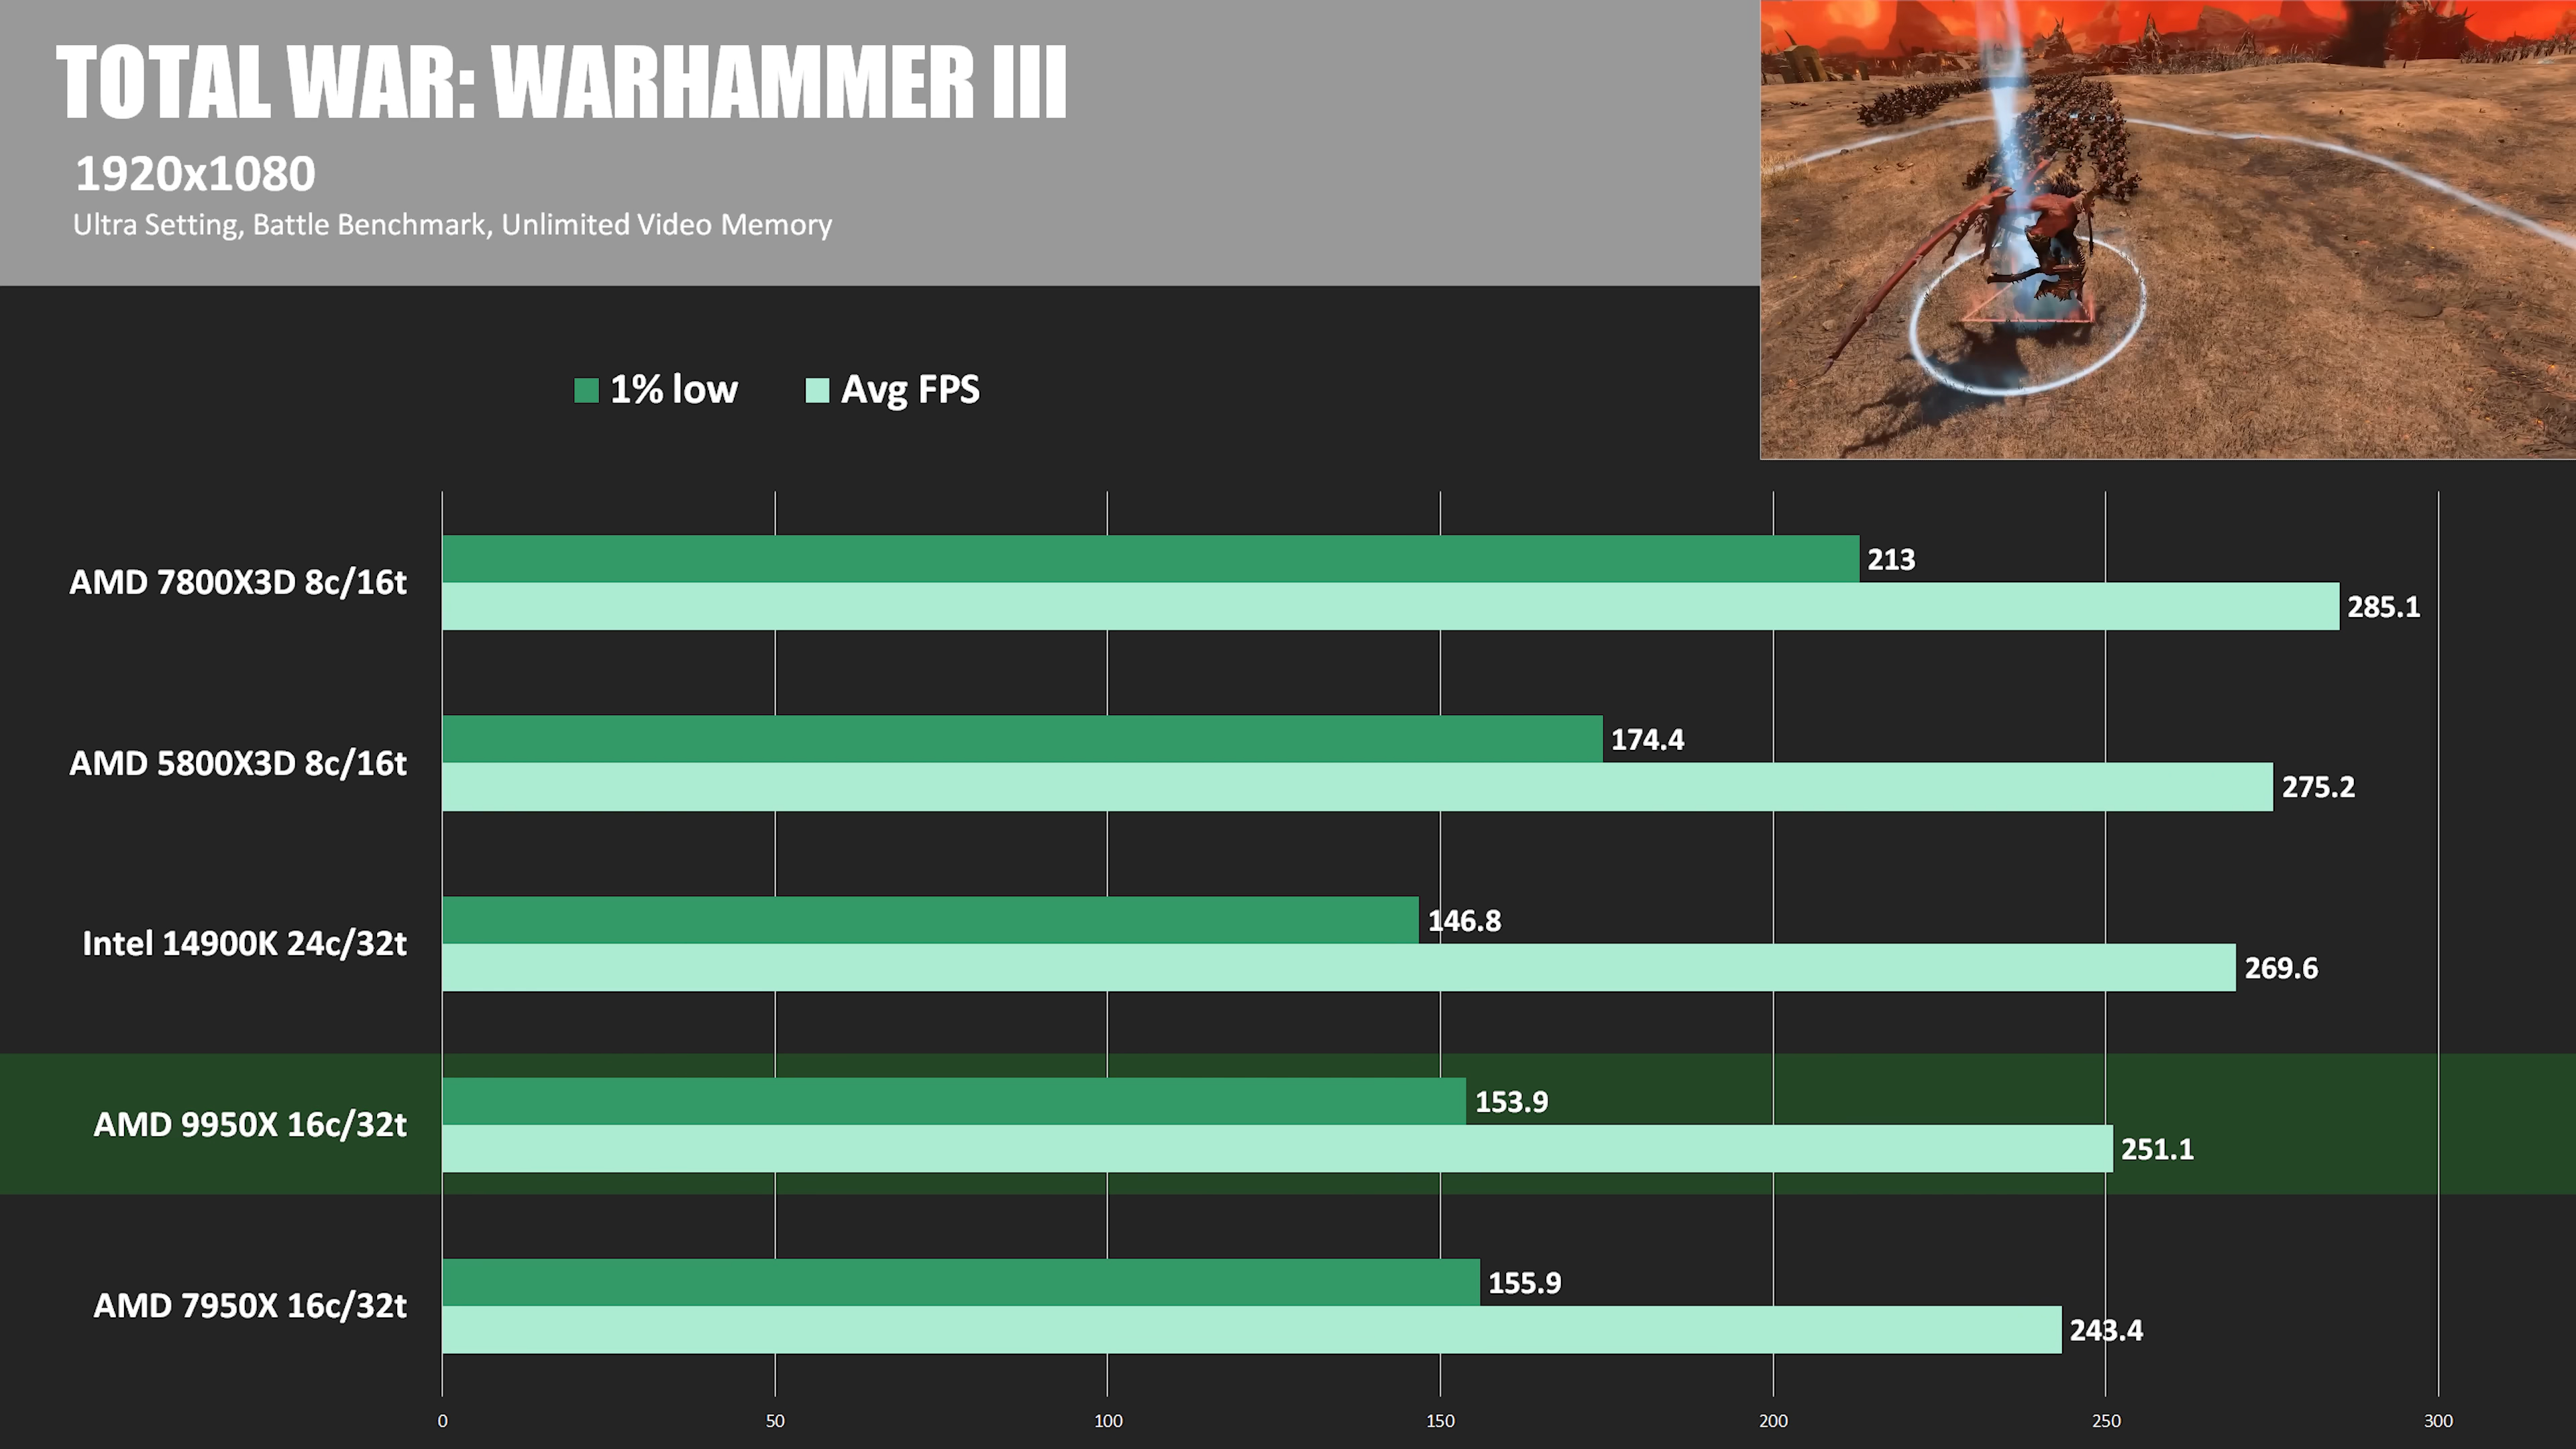 TOTAL WAR: WARHAMMER III
1920x1080
Ultra Setting, Battle Benchmark, Unlimited Video Memory
1% low
Avg FPS
AMD 7800X3D 8c/16t
213
285.1
AMD 5800X3D 8c/16t
174.4
275.2
Intel 14900K 24c/32t
146.8
269.6
AMD 9950X 16c/32t
153.9
251.1
AMD 7950X 16c/32t
155.9
243.4
0 50 100 150 200 250 300